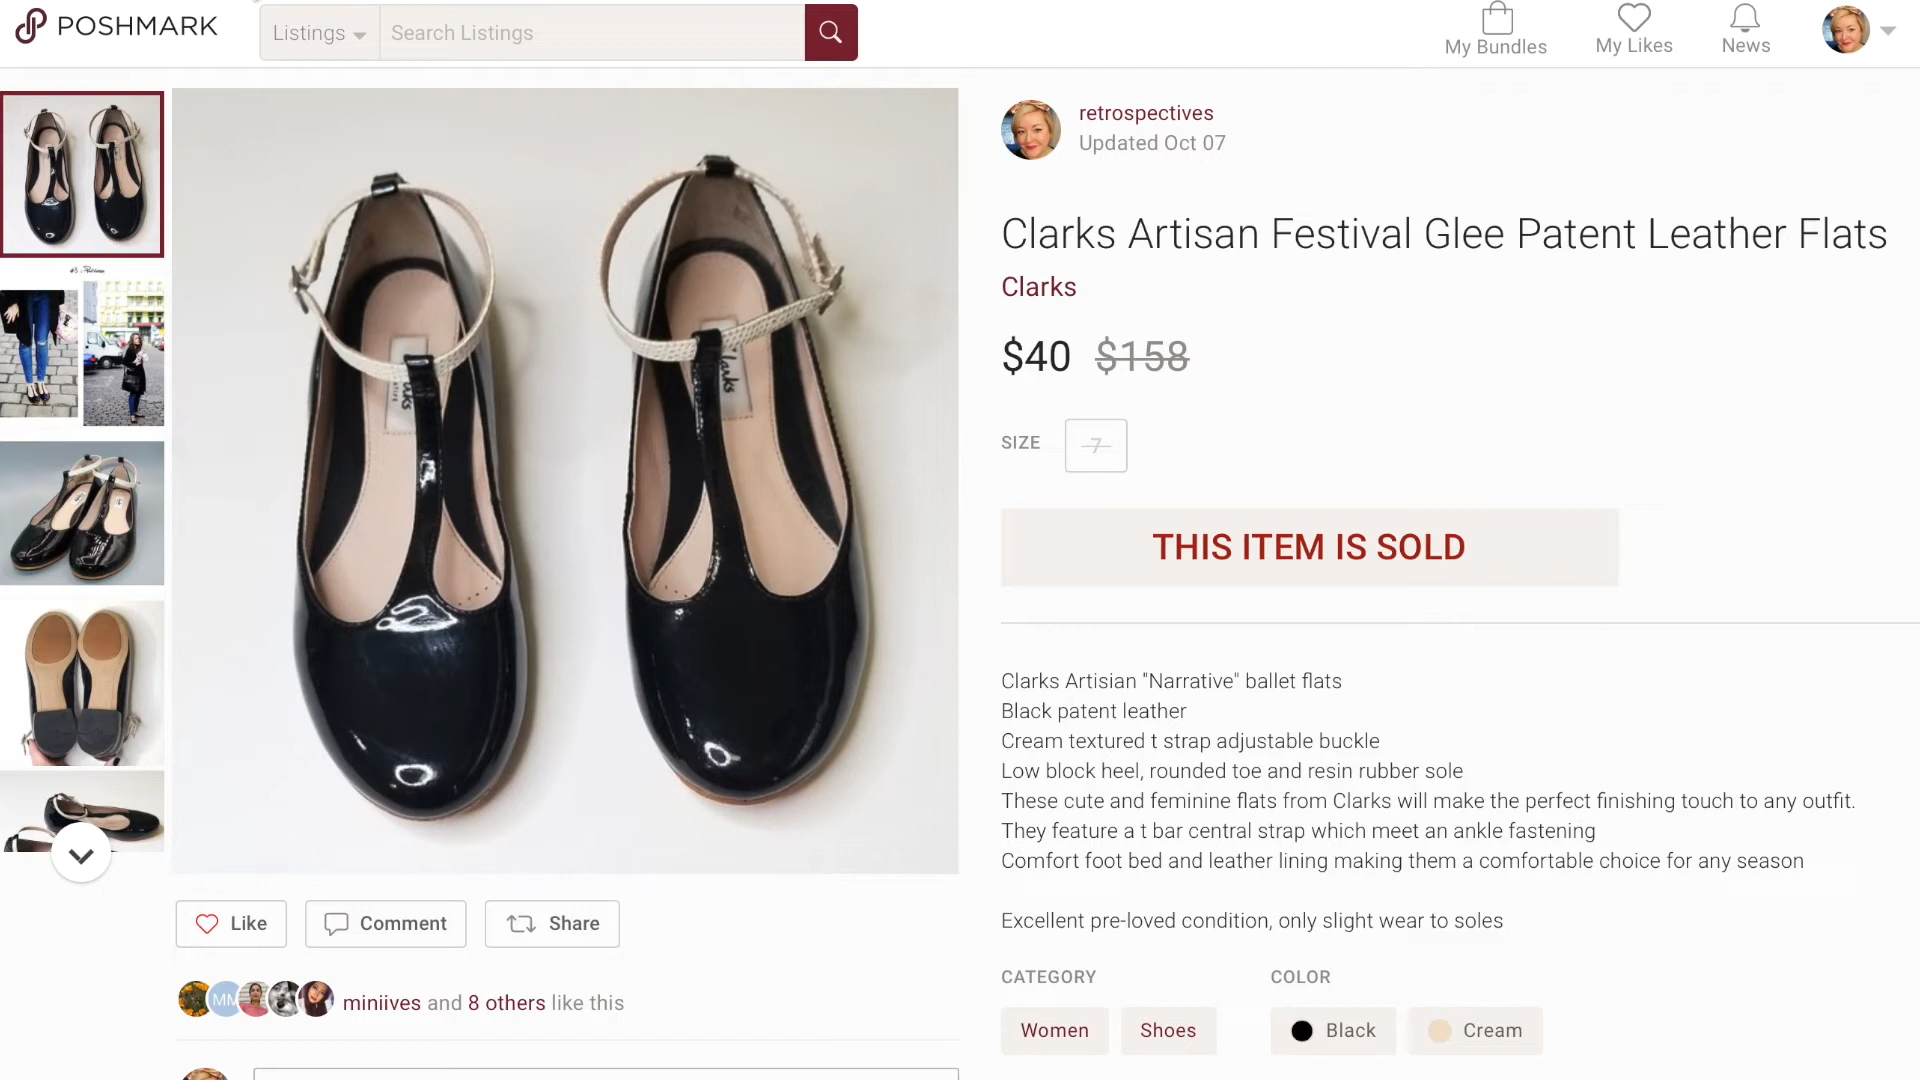 POSHMARK
Listings
Search Listings
My Bundles
My Likes
News
retrospectives
Updated Oct 07
Clarks Artisan Festival Glee Patent Leather Flats
Clarks
$40 $158
SIZE
7
THIS ITEM IS SOLD
Clarks Artisian "Narrative" ballet flats
Black patent leather
Cream textured t strap adjustable buckle
Low block heel, rounded toe and resin rubber sole
These cute and feminine flats from Clarks will make the perfect finishing touch to any outfit.
They feature a t bar central strap which meet an ankle fastening
Comfort foot bed and leather lining making them a comfortable choice for any season
Excellent pre-loved condition, only slight wear to soles
CATEGORY
Women
Shoes
COLOR
Black
Cream
Like
Comment
Share
MM
miniives and 8 others like this